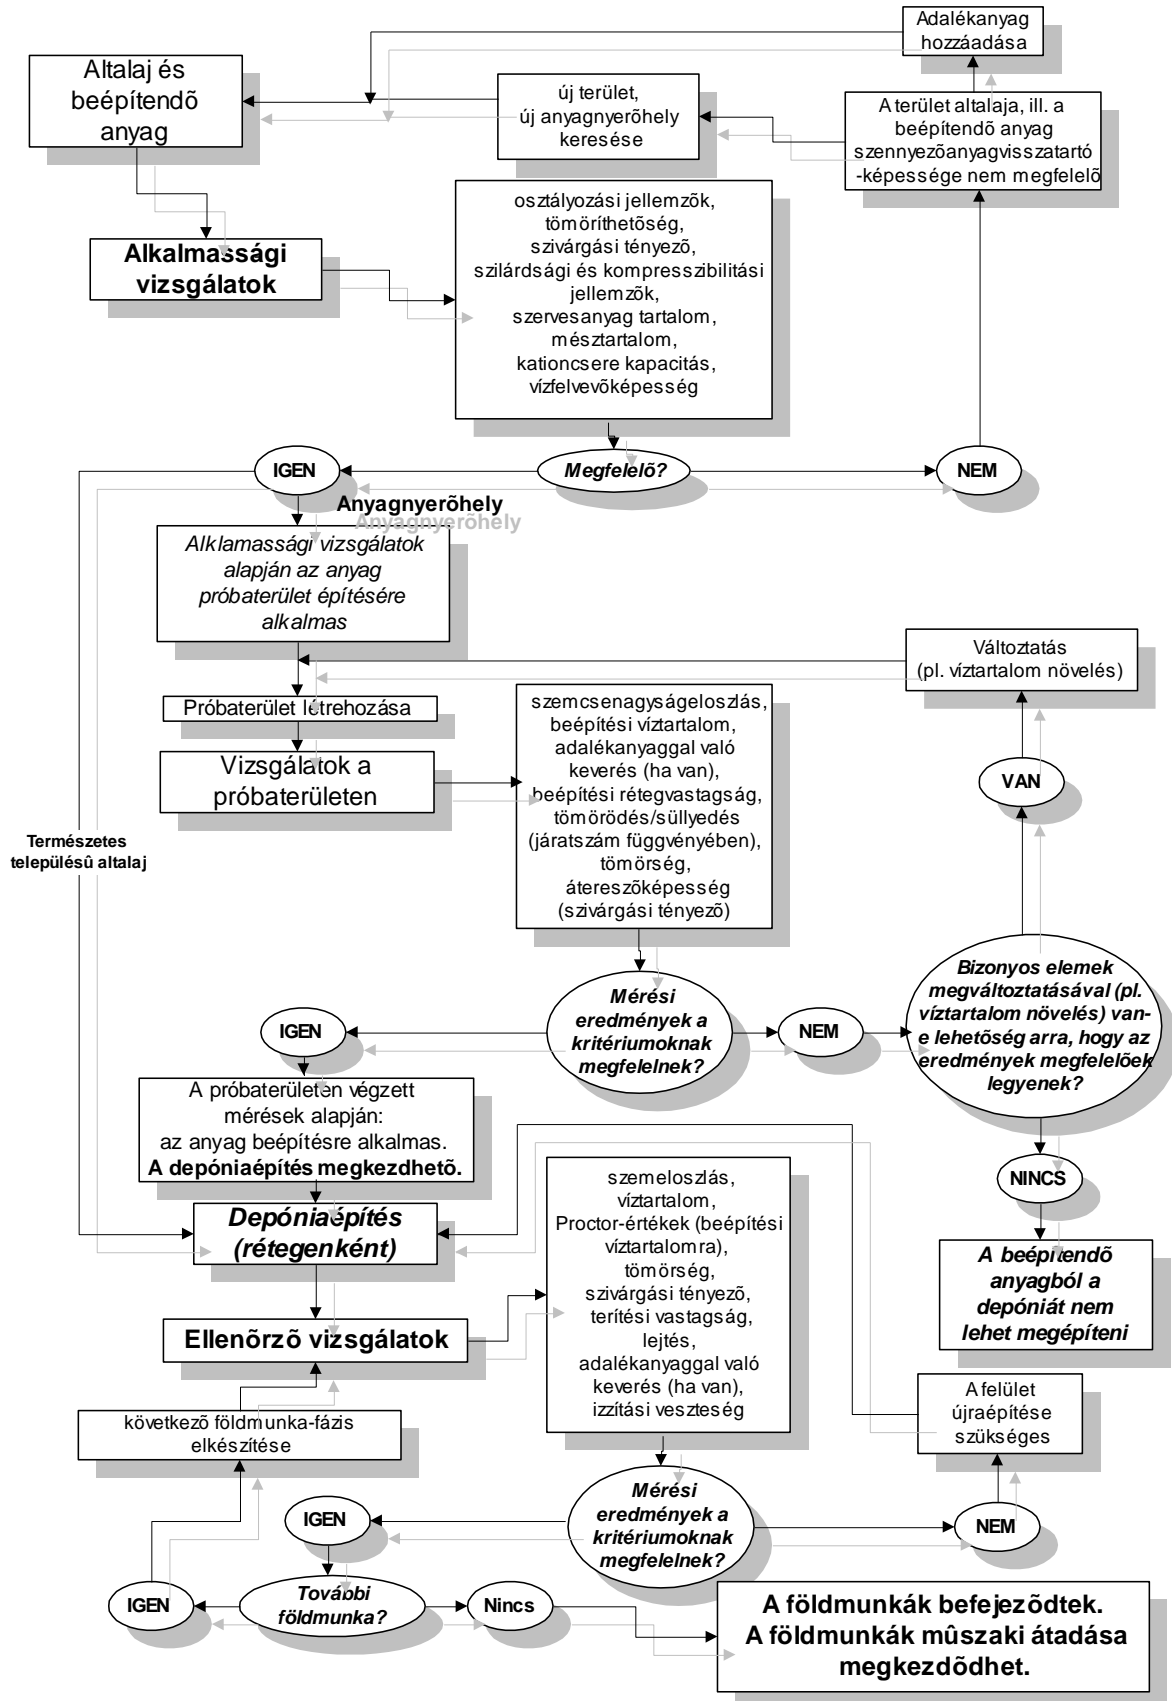 Adalékanyag
hozzáadása
Altalaj és
beépítendõ
anyag
új terület,
új anyagnyerõhely
keresése
A terület altalaja, ill. a
beépítendõ anyag
szennyezõanyagvisszatartó
-képessége nem megfelelõ
osztályozási jellemzõk,
tömöríthetõség,
szivárgási tényezõ,
szilárdsági és kompresszibilitási
jellemzõk,
szervesanyag tartalom,
mésztartalom,
kationcsere kapacitás,
vízfelvevõképesség
Alkalmassági
vizsgálatok
IGEN
Megfelelõ?
NEM
Anyagnyerõhely
Anyagnyerõhely
Alklamassági vizsgálatok
alapján az anyag
próbaterület építésére
alkalmas
Változtatás
(pl. víztartalom növelés)
Próbaterület létrehozása
Vizsgálatok a
próbaterületen
szemcsenagyságeloszlás,
beépítési víztartalom,
adalékanyaggal való
keverés (ha van),
beépítési rétegvastagság,
tömörödés/süllyedés
(járatszám függvényében),
tömörség,
átereszõképesség
(szivárgási tényezõ)
VAN
Természetes
településû altalaj
Bizonyos elemek
megváltoztatásával (pl.
víztartalom növelés) van-
e lehetõség arra, hogy az
eredmények megfelelõek
legyenek?
IGEN
Mérési
eredmények a
kritériumoknak
megfelelnek?
NEM
A próbaterületen végzett
mérések alapján:
az anyag beépítésre alkalmas.
A depóniaépítés megkezdhetõ.
NINCS
szemeloszlás,
víztartalom,
Proctor-értékek (beépítési
víztartalomra),
tömörség,
szivárgási tényezõ,
terítési vastagság,
lejtés,
adalékanyaggal való
keverés (ha van),
izzítási veszteség
Depóniaépítés
(rétegenként)
A beépítendõ
anyagból a
depóniát nem
lehet megépíteni
Ellenõrzõ vizsgálatok
A felület
újraépítése
szükséges
következõ földmunka-fázis
elkészítése
IGEN
Mérési
eredmények a
kritériumoknak
megfelelnek?
NEM
IGEN
További
földmunka?
Nincs
A földmunkák befejezõdtek.
A földmunkák mûszaki átadása
megkezdõdhet.